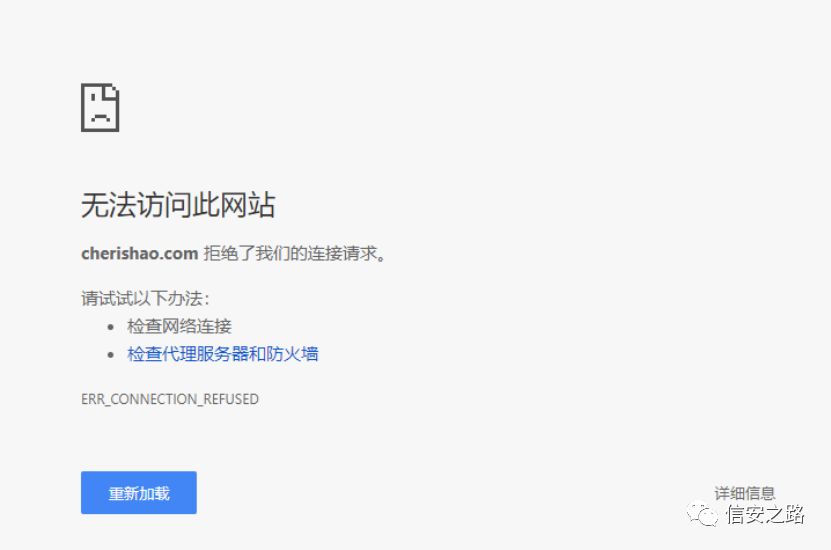 无法访问此网站
cherishao.com 拒绝了我们的连接请求。
请试试以下办法：
检查网络连接
检查代理服务器和防火墙
ERR_CONNECTION_REFUSED
重新加载
详细信息
信安之路